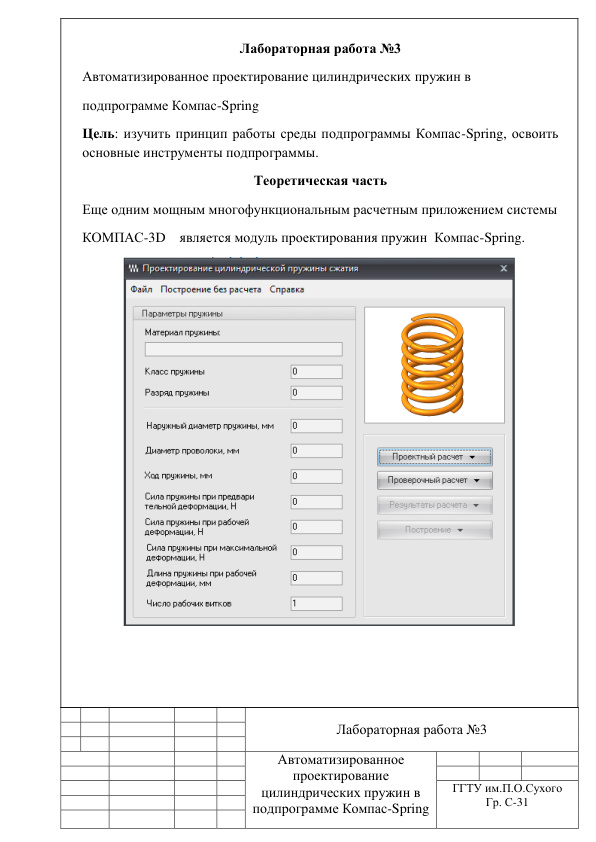 Лабораторная работа №3
Автоматизированное проектирование цилиндрических пружин в
подпрограмме Компас-Spring
Цель: изучить принцип работы среды подпрограммы Компас-Spring, освоить
основные инструменты подпрограммы.
Теоретическая часть
Еще одним мощным многофункциональным расчетным приложением системы
КОМПАС-3D является модуль проектирования пружин Компас-Spring.
Проектирование цилиндрической пружины сжатия x
Файл Построение без расчета Справка
Параметры пружины
Материал пружины:
Класс пружины 0
Разряд пружины 0
Наружный диаметр пружины, мм 0
Диаметр проволоки, мм 0
Ход пружины, мм 0
Сила пружины при предвари
тельной деформации, Н 0
Сила пружины при рабочей
деформации, Н 0
Сила пружины при максимальной
деформации, Н 0
Длина пружины при рабочей
деформации, мм 0
Число рабочих витков 1
Проектный расчет
Проверочный расчет
Результаты расчета
Построение
Лабораторная работа №3
Автоматизированное
проектирование
цилиндрических пружин в
подпрограмме Компас-Spring
ГГТУ им.П.О.Сухого
Гр. С-31